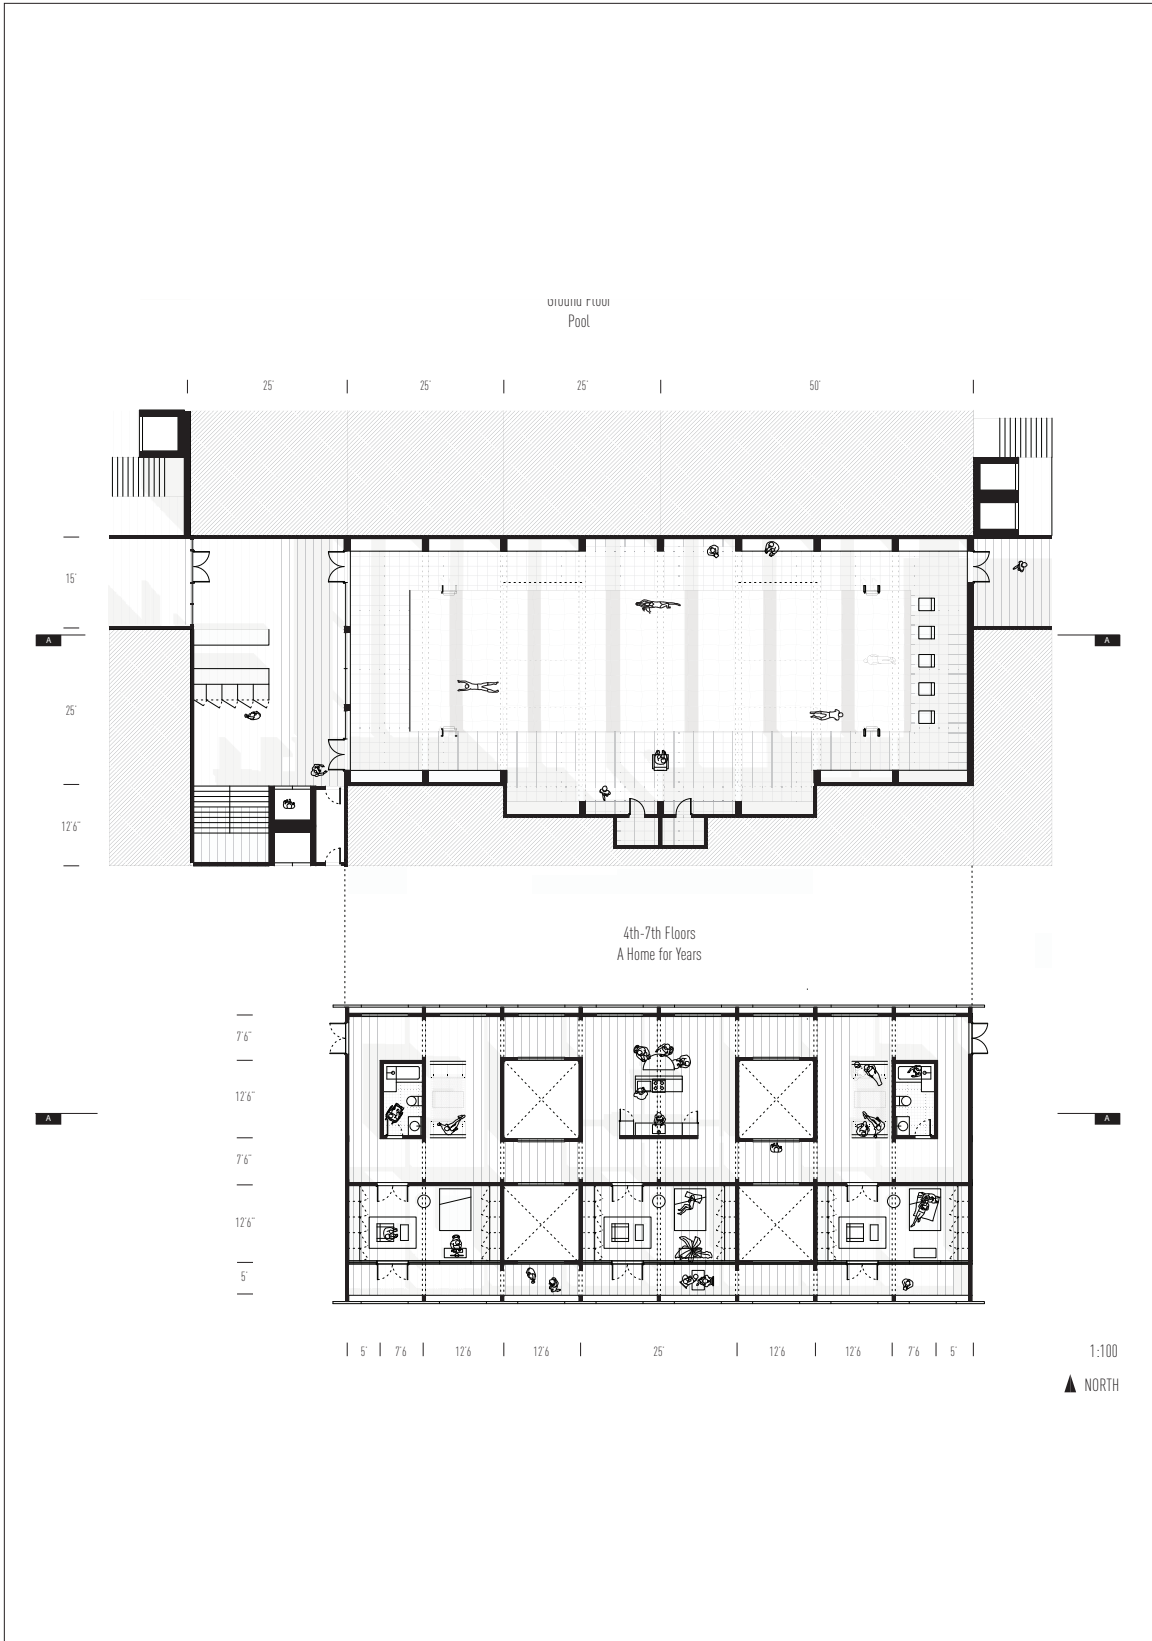 Ground Floor
Pool
25' 25' 25' 50'
15'
A A
25'
12'6"
4th-7th Floors
A Home for Years
7'6"
12'6"
A A
7'6"
12'6"
5'
5' 7'6 12'6 12'6 25' 12'6 12'6 7'6 5'
1:100
NORTH